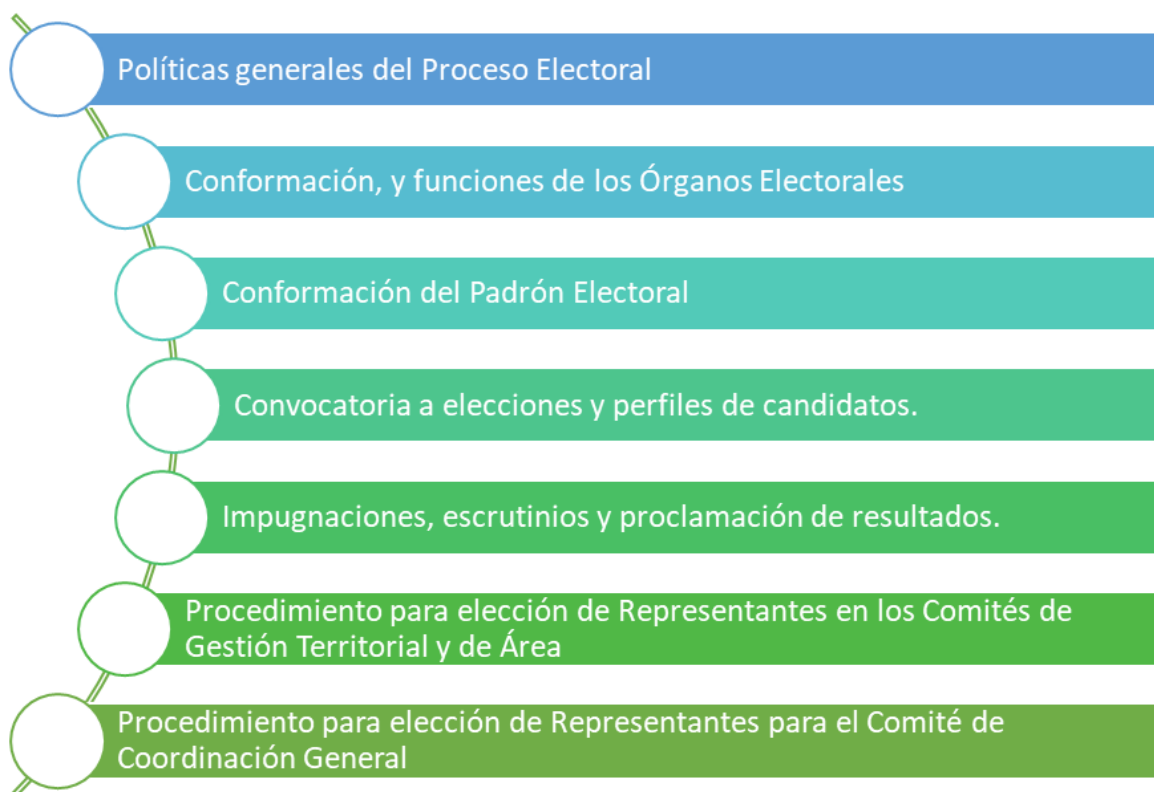 Políticas generales del Proceso Electoral
Conformación, y funciones de los Órganos Electorales
Conformación del Padrón Electoral
Convocatoria a elecciones y perfiles de candidatos.
Impugnaciones, escrutinios y proclamación de resultados.
Procedimiento para elección de Representantes en los Comités de
Gestión Territorial y de Área
Procedimiento para elección de Representantes para el Comité de
Coordinación General